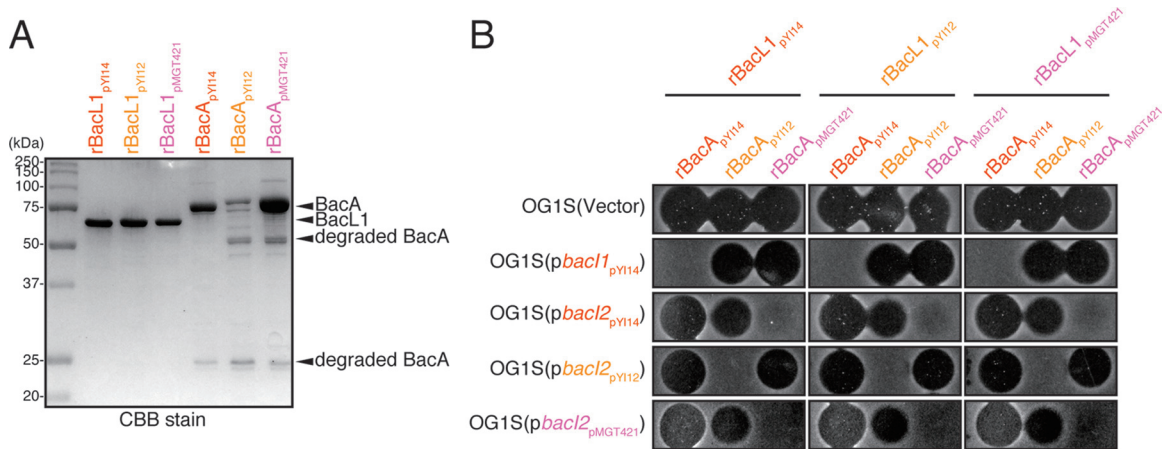 A
rBacL1pYI14
rBacL1pYI12
rBacL1pMGT421
rBacApYI14
rBacApYI12
rBacApMGT421
(kDa)
250-
150-
100-
75-
50-
37-
25-
20-
BacA
BacL1
degraded BacA
degraded BacA
CBB stain
B
rBacL1pYI14
rBacL1pYI12
rBacL1pMGT421
rBacApYI14
rBacApYI12
rBacApMGT421
rBacApYI14
rBacApYI12
rBacApMGT421
rBacApYI14
rBacApYI12
rBacApMGT421
OG1S(Vector)
OG1S(pbacI1pYI14)
OG1S(pbacI2pYI14)
OG1S(pbacI2pYI12)
OG1S(pbacI2pMGT421)